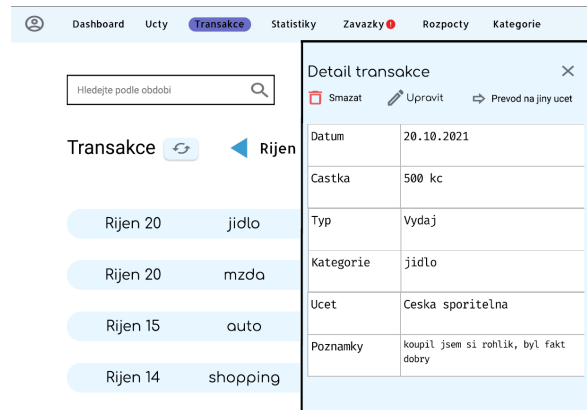 Dashboard Ucty Transakce Statistiky Zavazky Rozpocty Kategorie
Hledejte podle obdobi
Transakce Rijen
Rijen 20 jidlo
Rijen 20 mzda
Rijen 15 auto
Rijen 14 shopping
Detail transakce
Smazat Upravit Prevod na jiny ucet
Datum 20.10.2021
Castka 500 kc
Typ Vydaj
Kategorie jidlo
Ucet Ceska sporitelna
Poznamky koupil jsem si rohlik, byl fakt
dobry